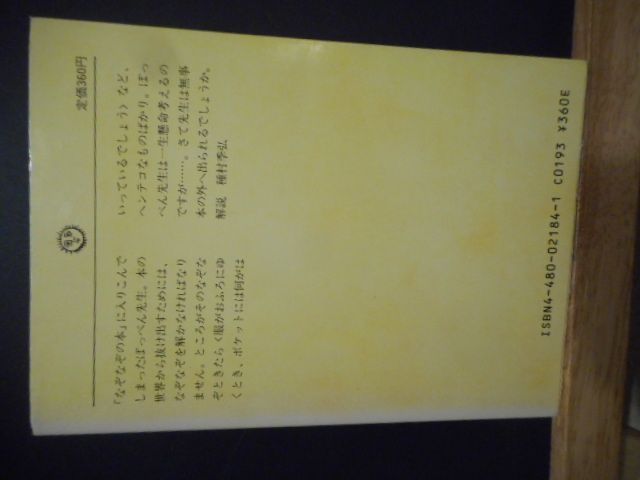 定価360円
「なぞなぞの本」に入りこんで
しまったぽっぺん先生。本の
世界から抜け出すためには、
なぞなぞを解かなければなり
ません。ところがそのなぞな
ぞときたら〈服がおふろにゆ
くとき、ポケットには何がは
いっているでしょう〉など、
ヘンテコなものばかり。ぽっ
ぺん先生は一生懸命考えるの
ですが……。さて先生は無事
本の外へ出られるでしょうか。
解説 種村季弘
ISBN4-480-02184-1 C0193 ¥360E